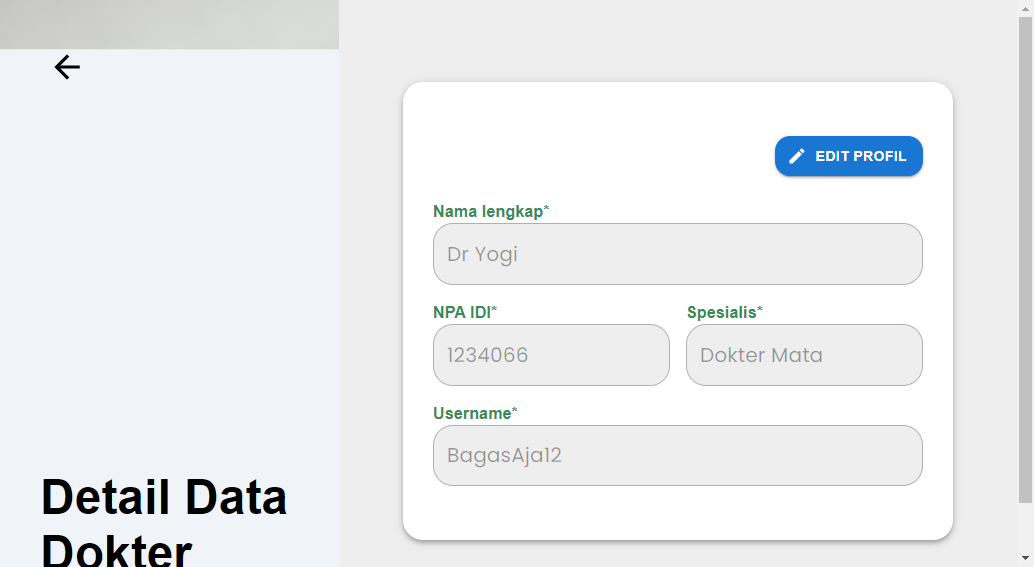 EDIT PROFIL
Nama lengkap*
Dr Yogi
NPA IDI*
1234066
Spesialis*
Dokter Mata
Username*
BagasAja12
Detail Data
Dokter